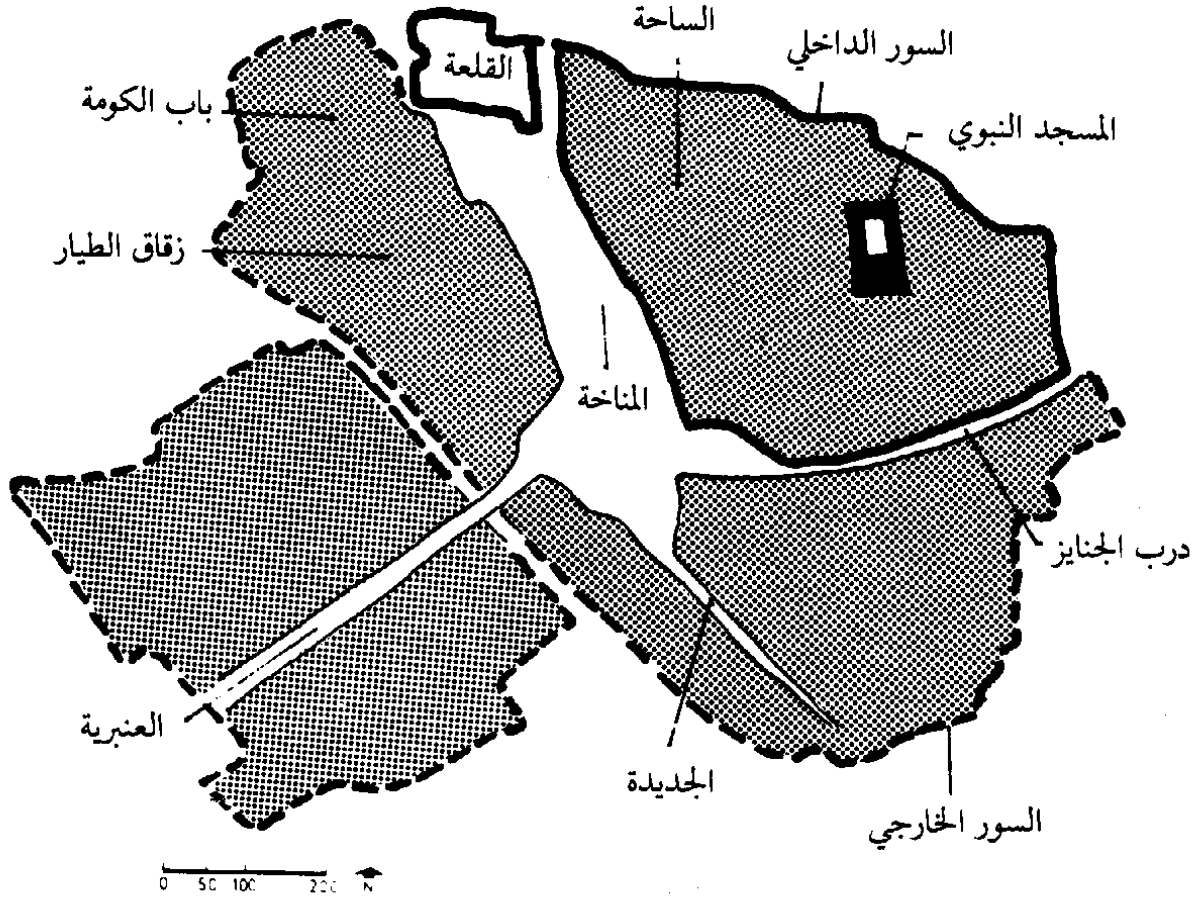 الساحة
السور الداخلي
القلعة
باب الكومة
المسجد النبوي
زقاق الطيار
المناخة
درب الجنايز
العنبرية
الجديدة
السور الخارجي
0 50 100 200 N